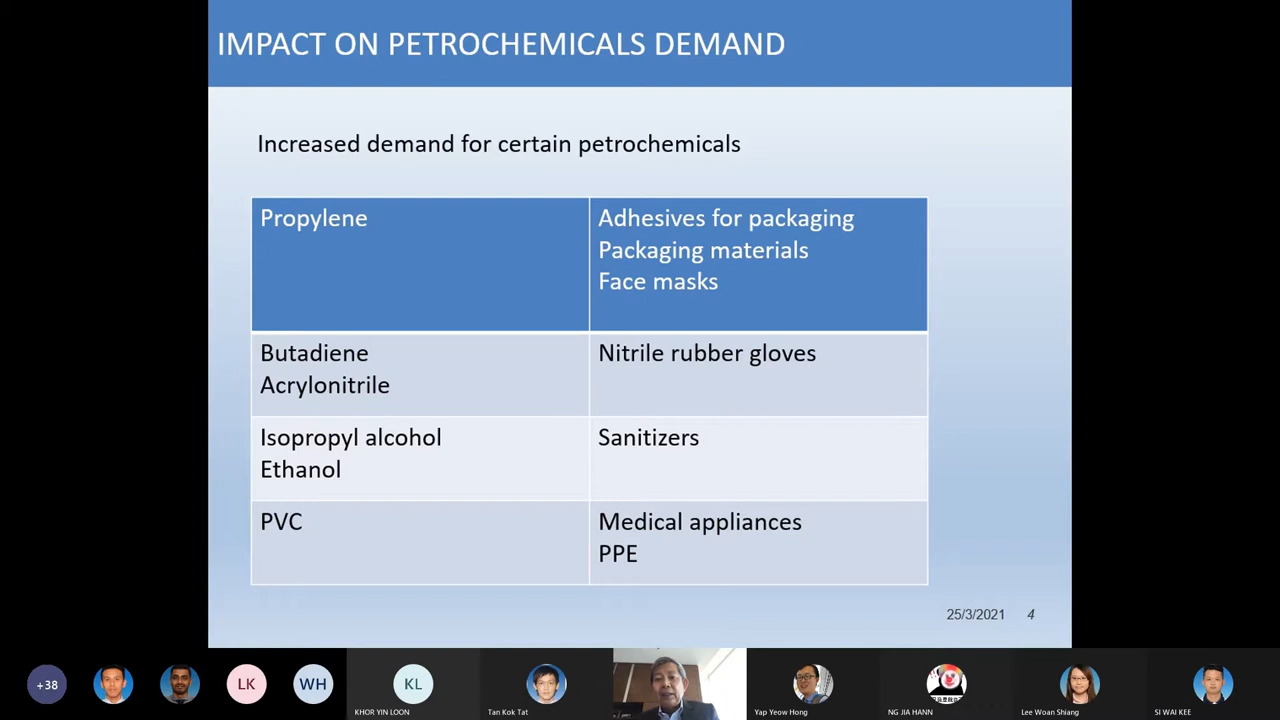 IMPACT ON PETROCHEMICALS DEMAND
Increased demand for certain petrochemicals
Propylene
Adhesives for packaging
Packaging materials
Face masks
Butadiene
Acrylonitrile
Nitrile rubber gloves
Isopropyl alcohol
Ethanol
Sanitizers
PVC
Medical appliances
PPE
25/3/2021 4
+38
LK
WH
KL
KHOR YIN LOON
Tan Kok Tat
Yap Yeow Hong
NG JIA HANN
Lee Woan Shiang
SI WAI KEE